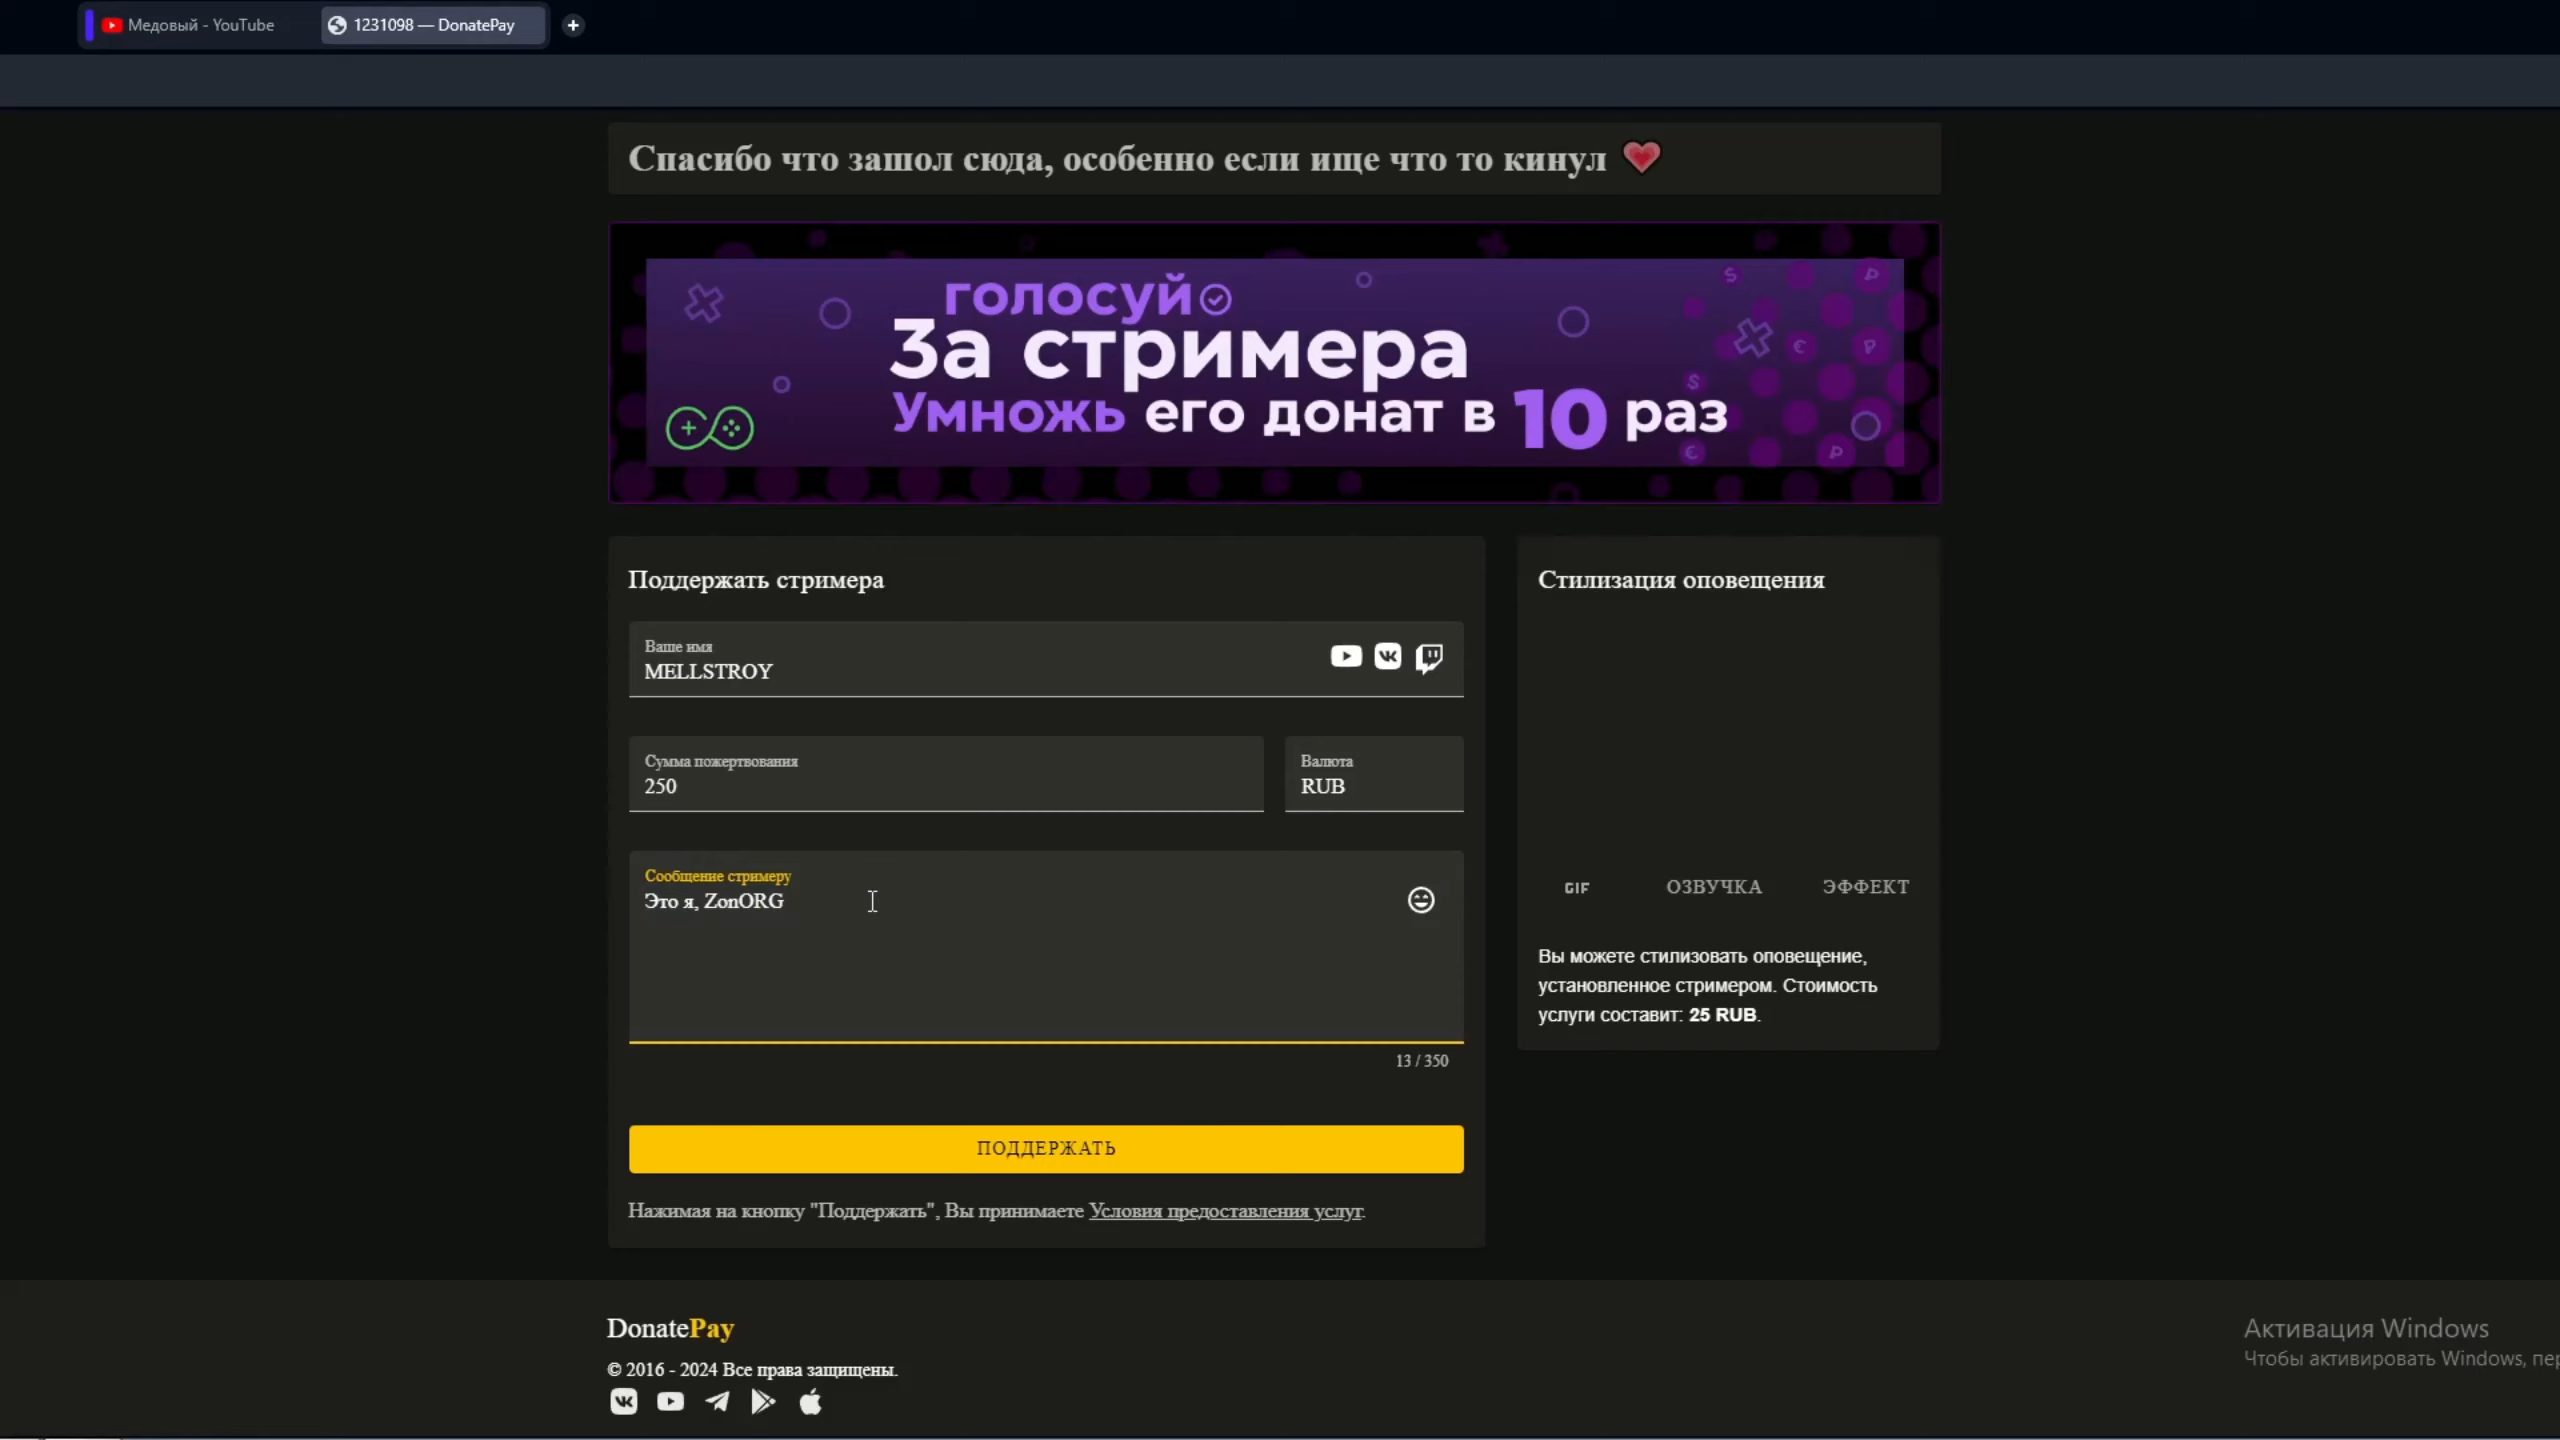 Медовый - YouTube
1231098 — DonatePay
Спасибо что зашол сюда, особенно если ище что то кинул
голосуй
За стримера
Умножь его донат в 10 раз
Поддержать стримера
Ваше имя
MELLSTROY
Сумма пожертвования
250
Валюта
RUB
Сообщение стримеру
Это я, ZonORG
13 / 350
ПОДДЕРЖАТЬ
Нажимая на кнопку "Поддержать", Вы принимаете Условия предоставления услуг.
Стилизация оповещения
GIF
ОЗВУЧКА
ЭФФЕКТ
Вы можете стилизовать оповещение,
установленное стримером. Стоимость
услуги составит: 25 RUB.
DonatePay
© 2016 - 2024 Все права защищены.
Активация Windows
Чтобы активировать Windows, пер